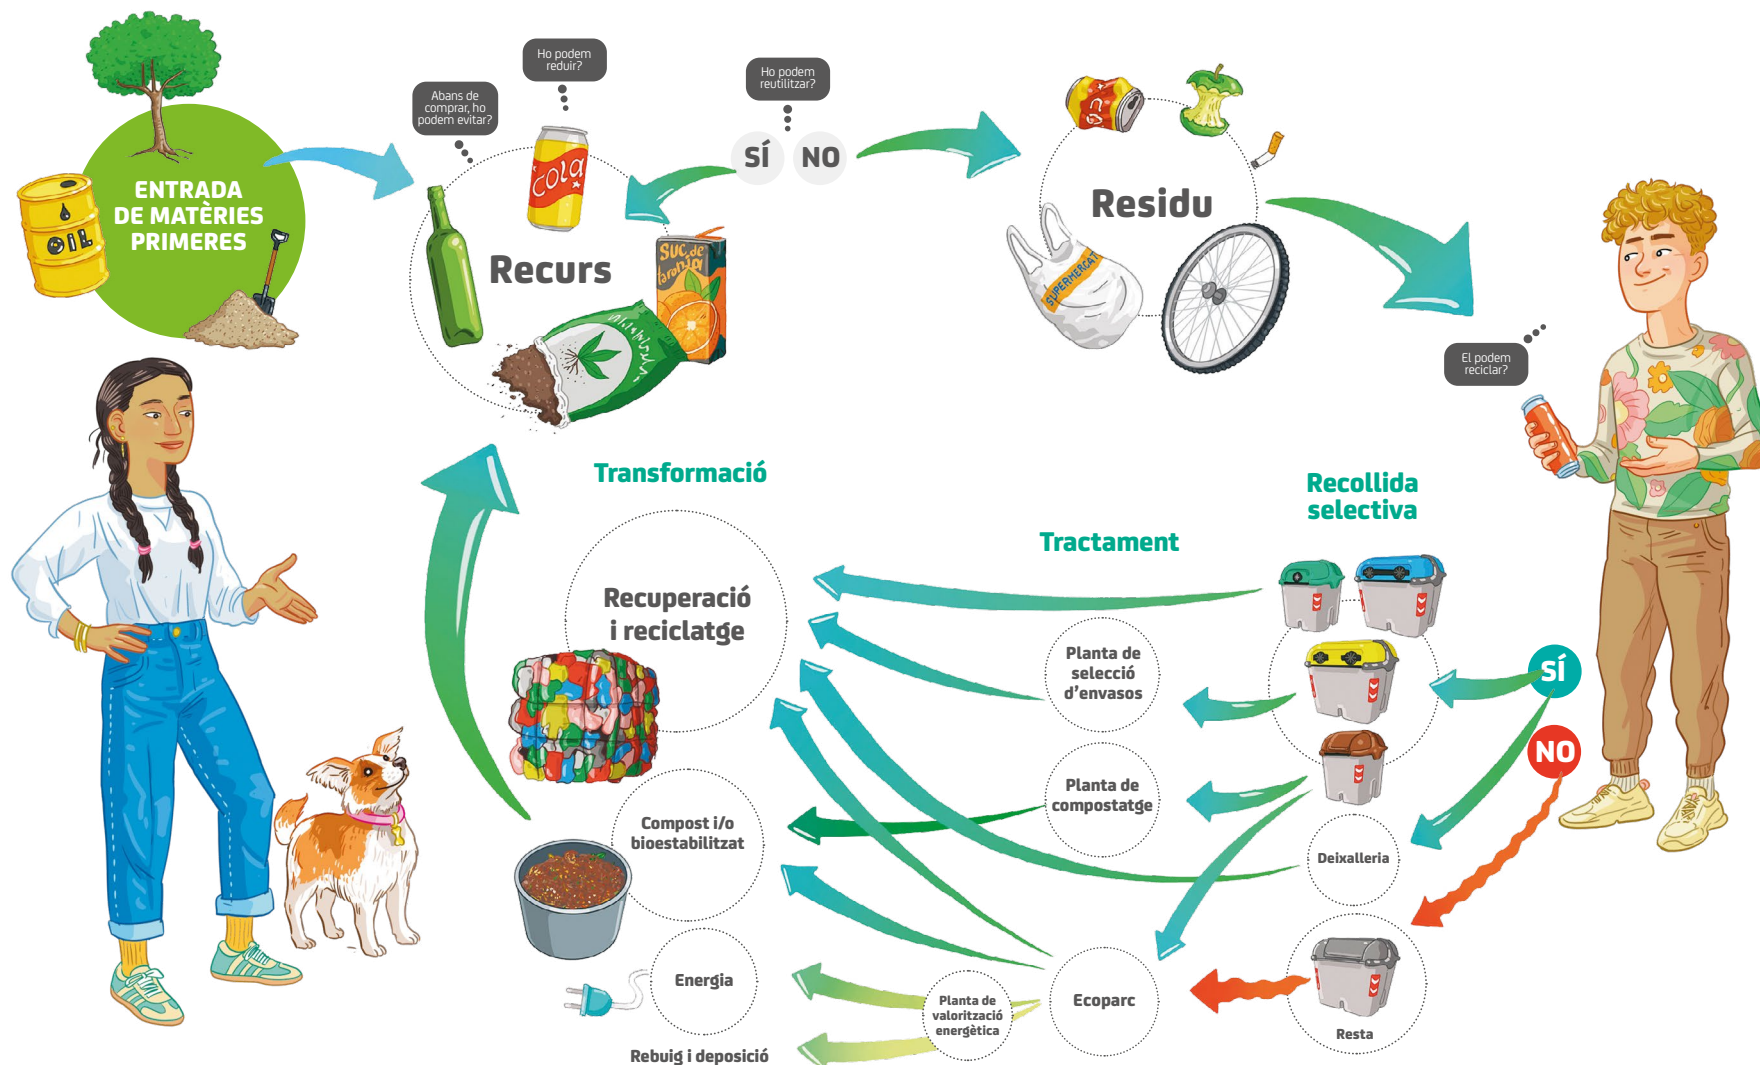 Ho podem
reduir?
Ho podem
reutilitzar?
Abans de
comprar, ho
podem evitar?
SÍ
NO
ENTRADA
DE MATÈRIES
PRIMERES
OIL
Cola
Recurs
SUC de
taronja
Residu
SUPERMERCAT
El podem
reciclar?
Transformació
Recollida
selectiva
Tractament
Recuperació
i reciclatge
Planta de
selecció
d'envasos
SÍ
NO
Planta de
compostatge
Compost i/o
bioestabilitzat
Deixalleria
Energia
Planta de
valorització
energètica
Ecoparc
Resta
Rebuig i deposició